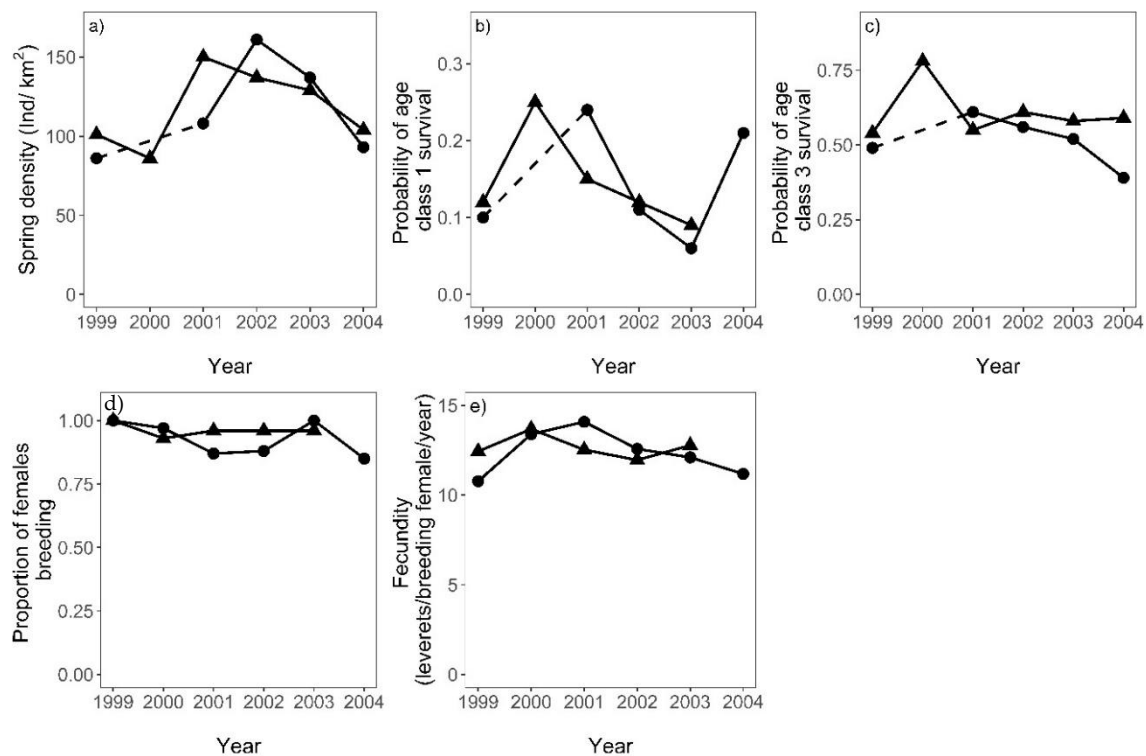 a)
Spring density (Ind/ km²)
150
100
50
0
1999 2000 2001 2002 2003 2004
Year
b)
Probability of age
class 1 survival
0.3
0.2
0.1
0.0
1999 2000 2001 2002 2003 2004
Year
c)
Probability of age
class 3 survival
0.75
0.50
0.25
0.00
1999 2000 2001 2002 2003 2004
Year
d)
Proportion of females
breeding
1.00
0.75
0.50
0.25
0.00
1999 2000 2001 2002 2003 2004
Year
e)
Fecundity
(leverets/breeding female/year)
15
10
5
0
1999 2000 2001 2002 2003 2004
Year